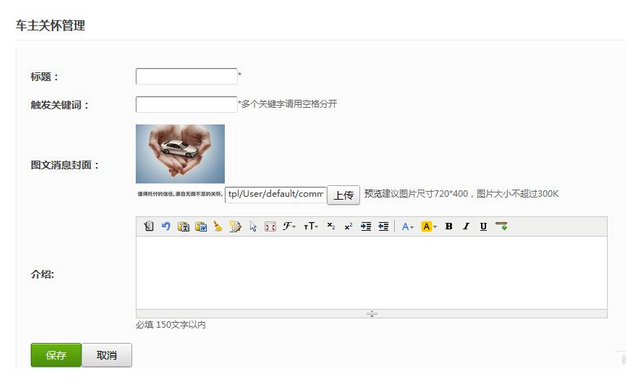 车主关怀管理
标题：
*
触发关键词：
*多个关键字请用空格分开
图文消息封面：
值得托付的信任,源自无微不至的关怀。
tpl/User/default/comm
上传
预览建议图片尺寸720*400，图片大小不超过300K
介绍:
必填 150文字以内
保存
取消